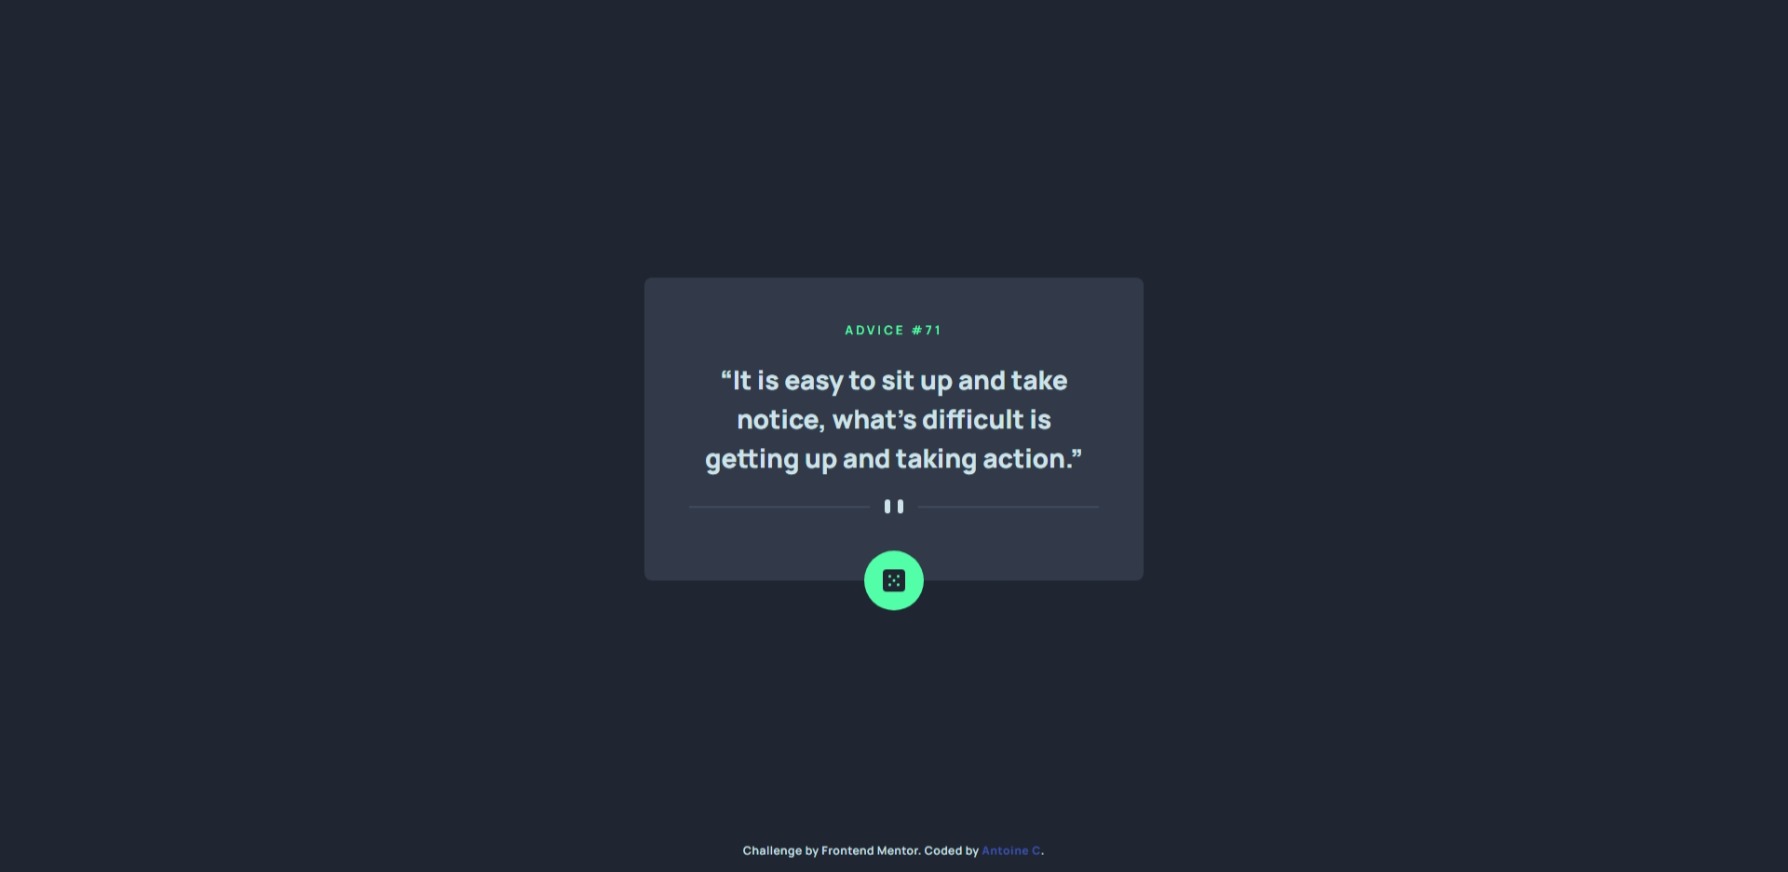 ADVICE #71
“It is easy to sit up and take
notice, what’s difficult is
getting up and taking action.”
Challenge by Frontend Mentor. Coded by Antoine C.